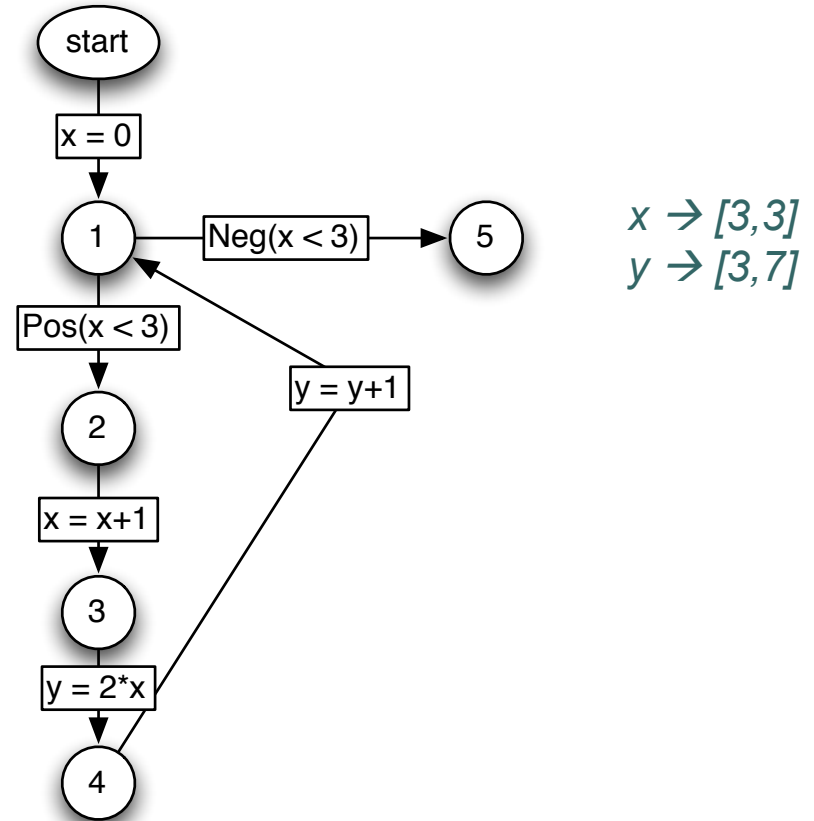 start
x = 0
1
Neg(x < 3)
5
x → [3,3]
y → [3,7]
Pos(x < 3)
y = y+1
2
x = x+1
3
y = 2*x
4